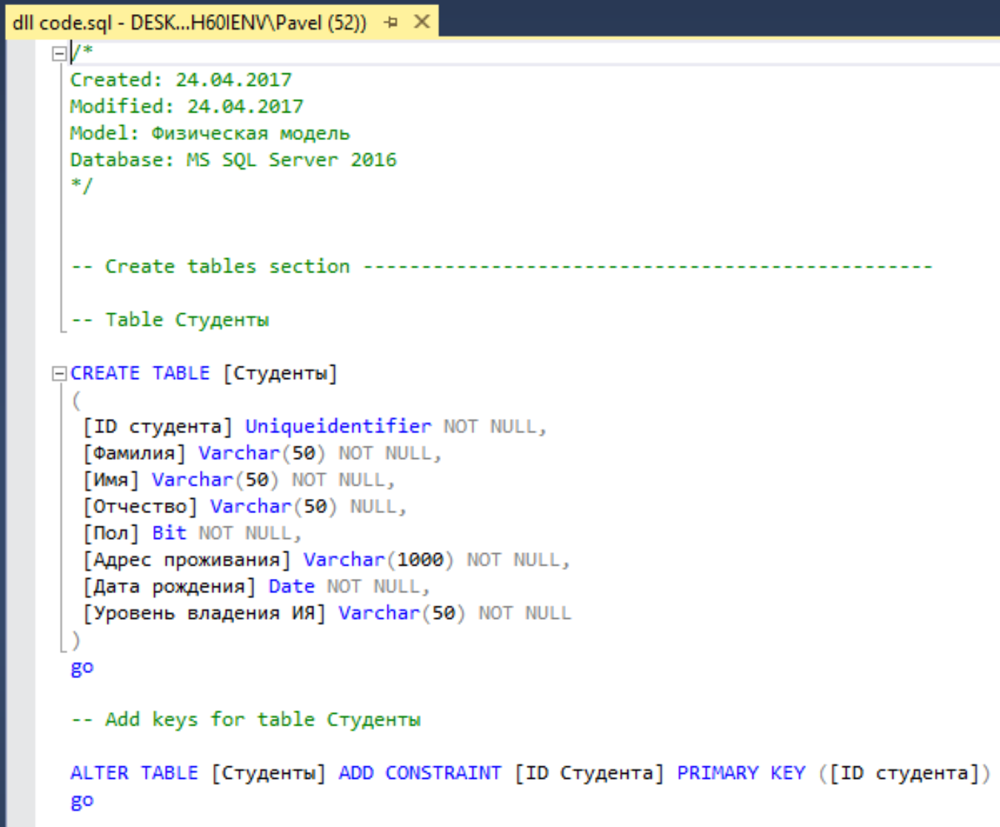 dll code.sql - DESK...H60IENV\Pavel (52))
/*
Created: 24.04.2017
Modified: 24.04.2017
Model: Физическая модель
Database: MS SQL Server 2016
*/
-- Create tables section -------------------------------------------------
-- Table Студенты
CREATE TABLE [Студенты]
(
[ID студента] Uniqueidentifier NOT NULL,
[Фамилия] Varchar(50) NOT NULL,
[Имя] Varchar(50) NOT NULL,
[Отчество] Varchar(50) NULL,
[Пол] Bit NOT NULL,
[Адрес проживания] Varchar(1000) NOT NULL,
[Дата рождения] Date NOT NULL,
[Уровень владения ИЯ] Varchar(50) NOT NULL
)
go
-- Add keys for table Студенты
ALTER TABLE [Студенты] ADD CONSTRAINT [ID Студента] PRIMARY KEY ([ID студента])
go